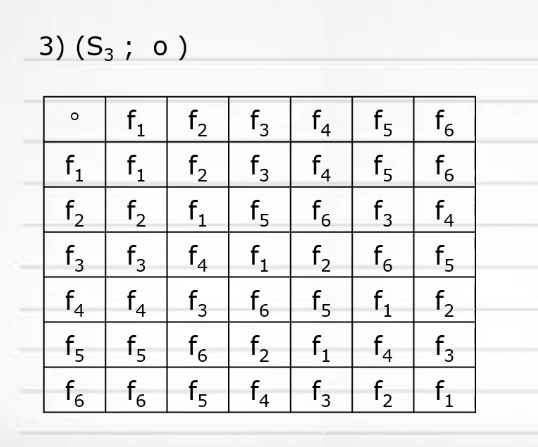 3) (S₃ ; o )
° f₁ f₂ f₃ f₄ f₅ f₆
f₁ f₁ f₂ f₃ f₄ f₅ f₆
f₂ f₂ f₁ f₅ f₆ f₃ f₄
f₃ f₃ f₄ f₁ f₂ f₆ f₅
f₄ f₄ f₃ f₆ f₅ f₁ f₂
f₅ f₅ f₆ f₂ f₁ f₄ f₃
f₆ f₆ f₅ f₄ f₃ f₂ f₁